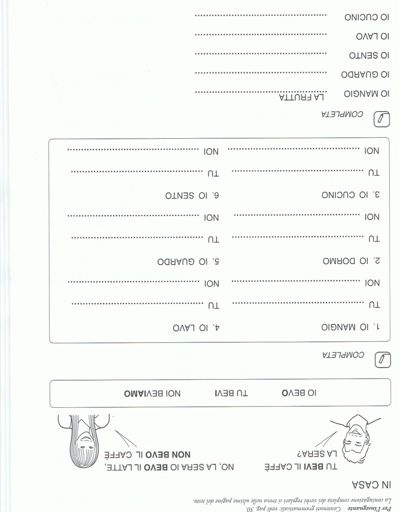 Per l'insegnante Contenuti grammaticali: vedi pag. 50.
La coniugazione completa dei verbi regolari si trova nelle ultime pagine del testo.
IN CASA
TU BEVI IL CAFFÈ
LA SERA?
NO, LA SERA IO BEVO IL LATTE,
NON BEVO IL CAFFÈ
IO BEVO TU BEVI NOI BEVIAMO
COMPLETA
1. IO MANGIO
TU
NOI
2. IO DORMO
TU
NOI
3. IO CUCINO
TU
NOI
4. IO LAVO
TU
NOI
5. IO GUARDO
TU
NOI
6. IO SENTO
TU
NOI
COMPLETA
IO MANGIO LA FRUTTA
IO GUARDO
IO SENTO
IO LAVO
IO CUCINO